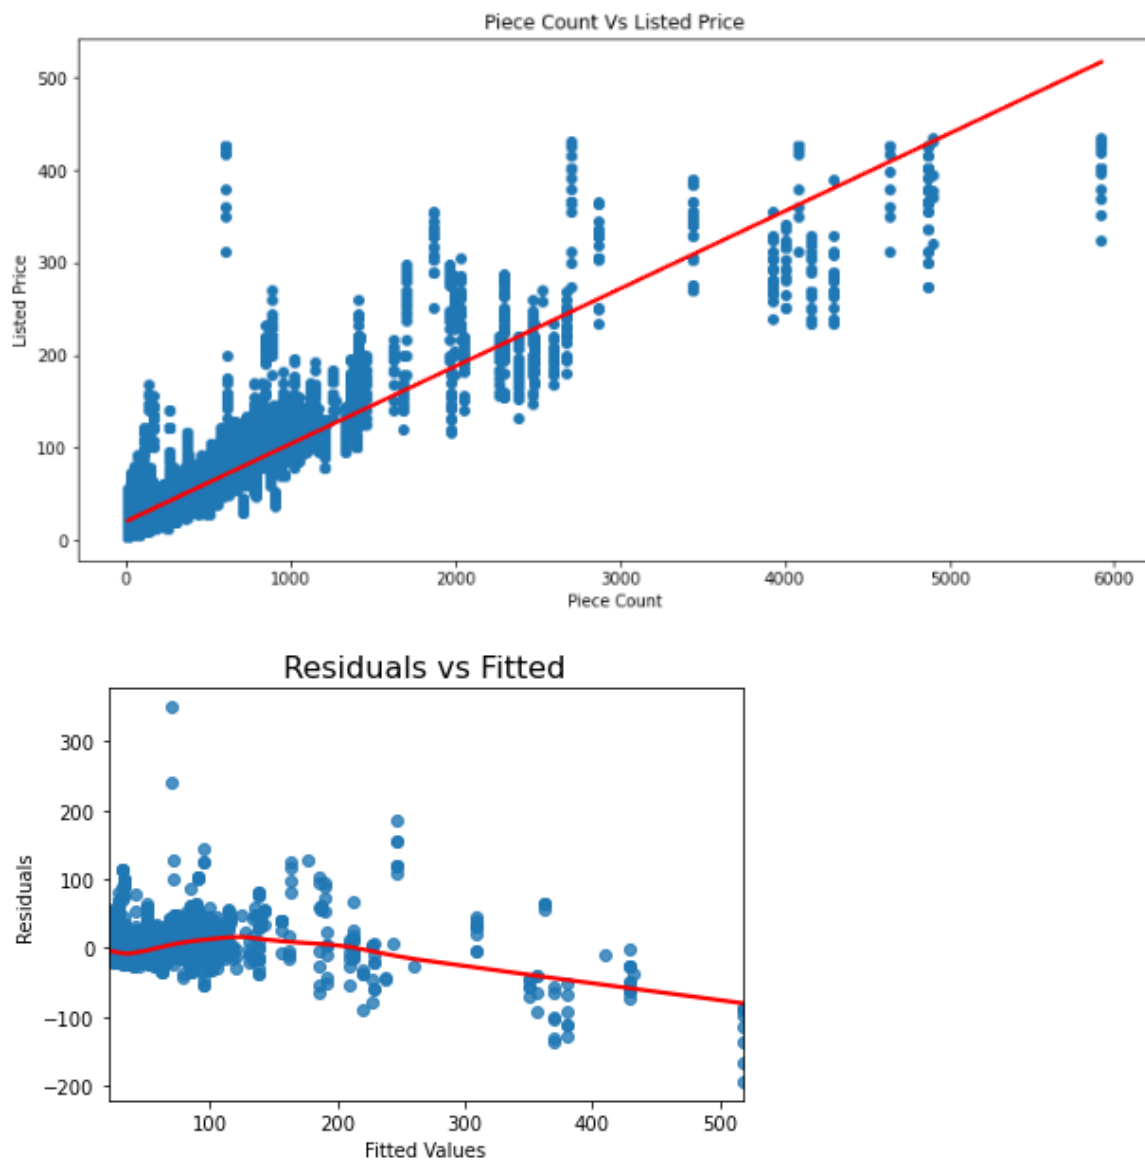 Piece Count Vs Listed Price
500
400
300
200
100
0
Listed Price
0 1000 2000 3000 4000 5000 6000
Piece Count
Residuals vs Fitted
300
200
100
0
−100
−200
Residuals
100 200 300 400 500
Fitted Values